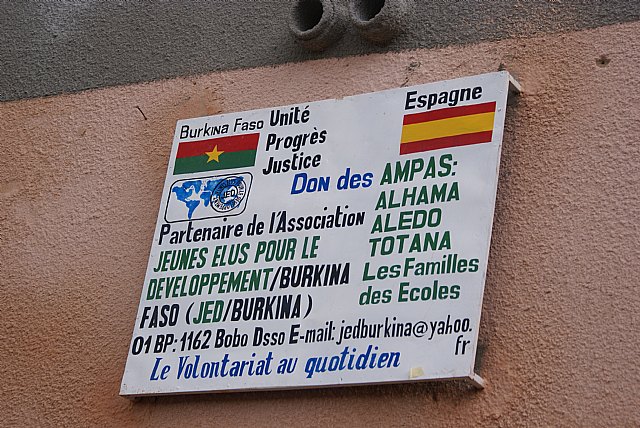 Burkina Faso
Unité
Progrès
Justice
Espagne
JED
Don des AMPAS:
ALHAMA
ALEDO
TOTANA
Les Familles
des Ecoles
Partenaire de l'Association
JEUNES ELUS POUR LE
DEVELOPPEMENT/BURKINA
FASO (JED/BURKINA)
01 BP: 1162 Bobo Dsso E-mail: jedburkina@yahoo.
fr
Le Volontariat au quotidien